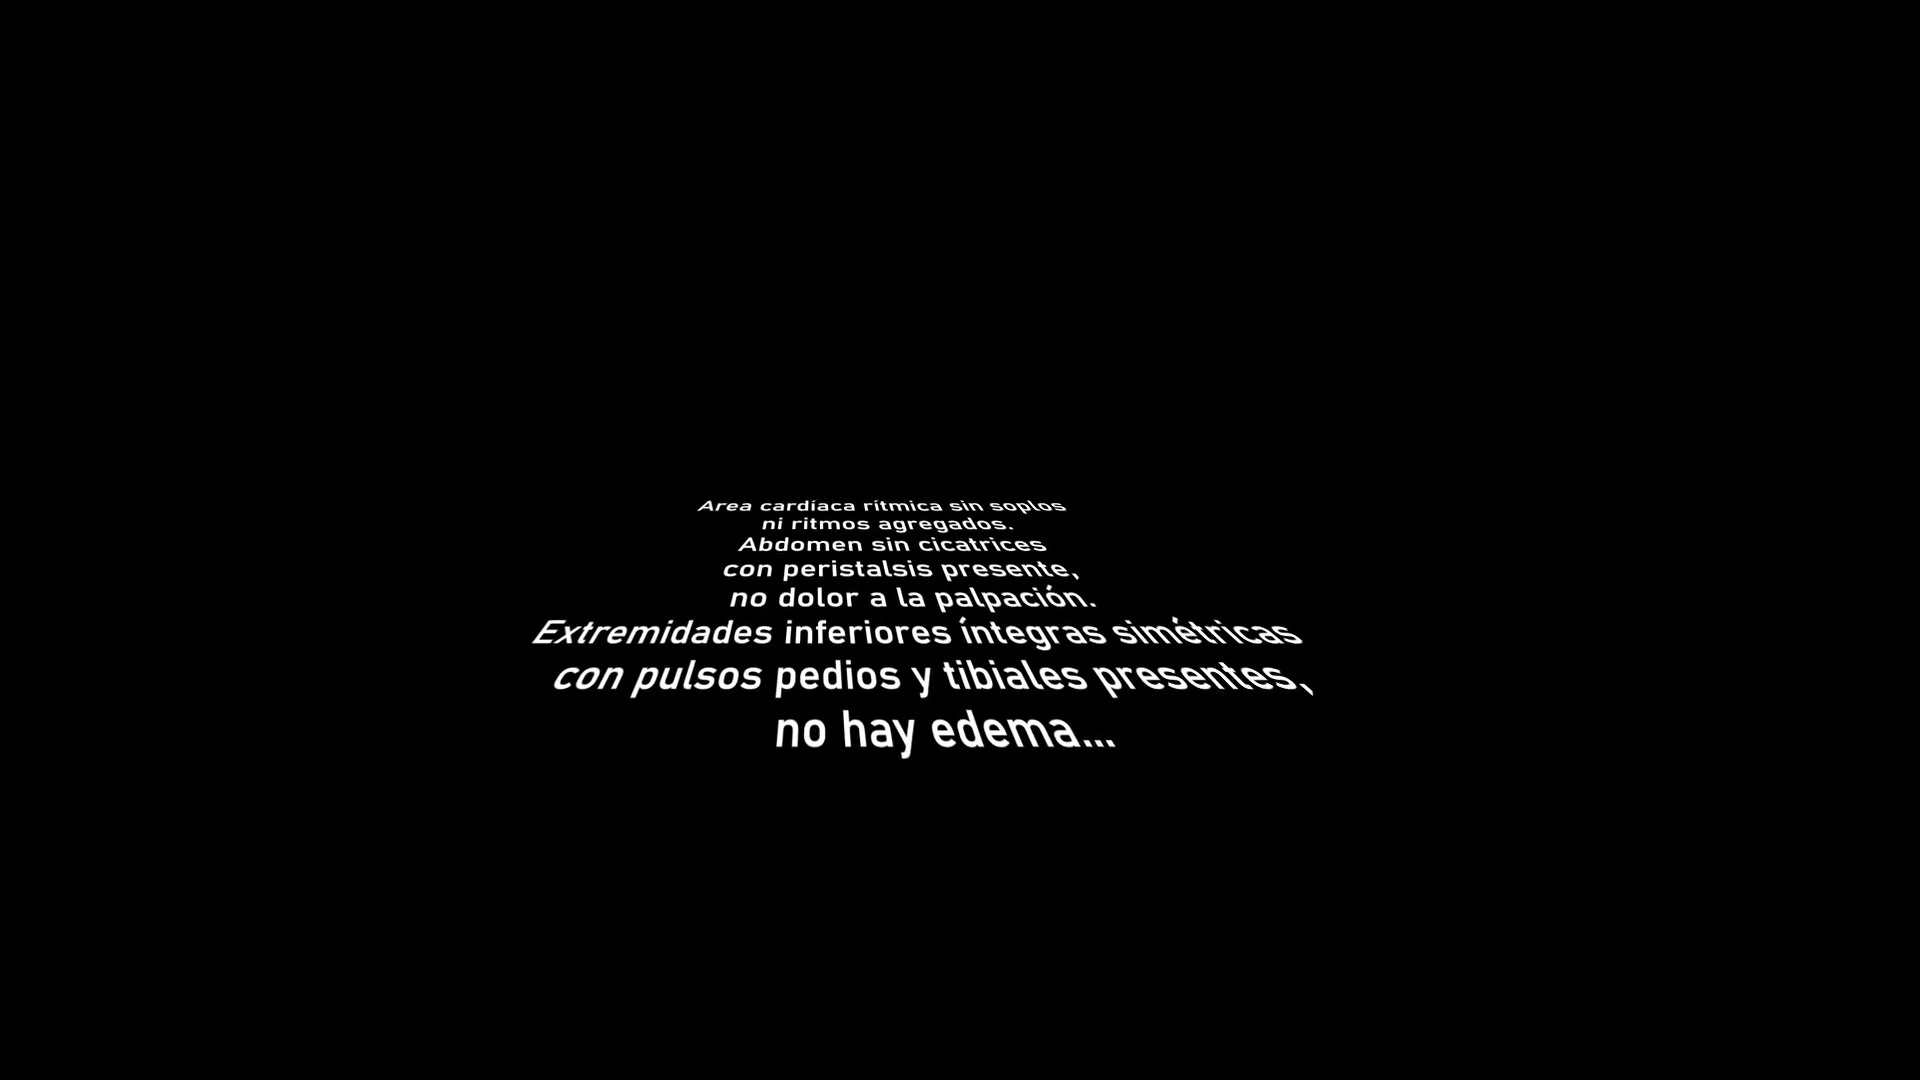 Area cardíaca rítmica sin soplos
ni ritmos agregados.
Abdomen sin cicatrices
con peristalsis presente,
no dolor a la palpación.
Extremidades inferiores íntegras simétricas
con pulsos pedios y tibiales presentes,
no hay edema...